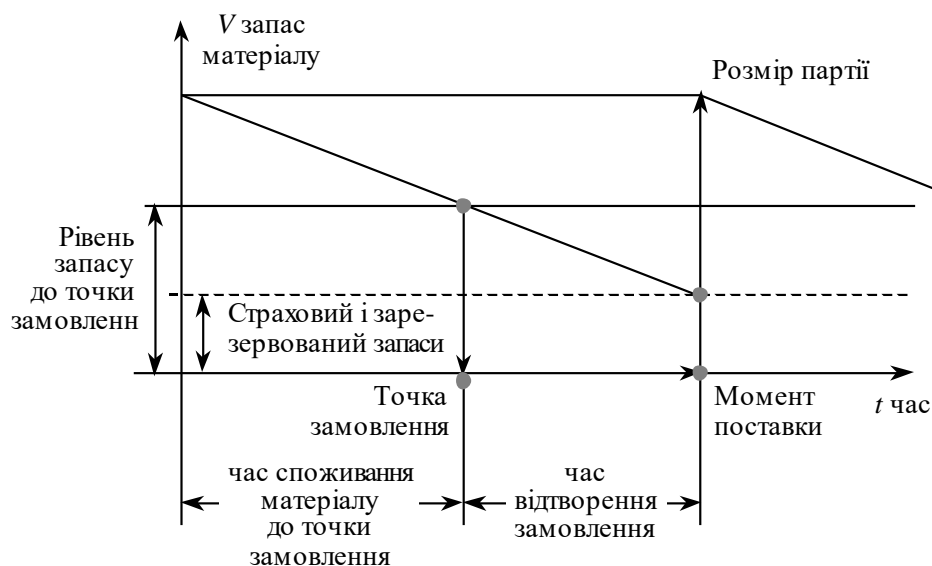 V запас
матеріалу
Розмір партії
Рівень
запасу
до точки
замовленн
Страховий і заре-
зервований запаси
Точка
замовлення
Момент
поставки
t час
час споживання
матеріалу
до точки
замовлення
час
відтворення
замовлення